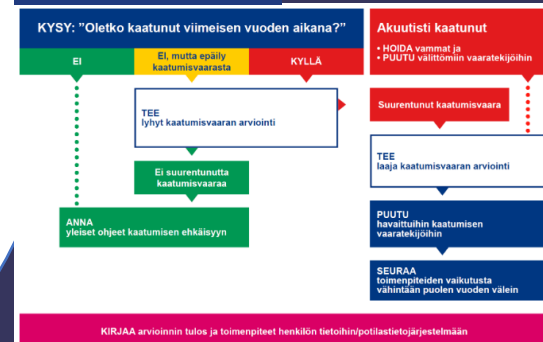 KYSY: "Oletko kaatunut viimeisen vuoden aikana?"
EI
EI, mutta epäily
kaatumisvaarasta
KYLLÄ
Akuutisti kaatunut
• HOIDA vammat ja
• PUUTU välittömiin vaaratekijöihin
TEE
lyhyt kaatumisvaaran arviointi
Suurentunut kaatumisvaara
TEE
laaja kaatumisvaaran arviointi
Ei suurentunutta
kaatumisvaaraa
ANNA
yleiset ohjeet kaatumisen ehkäisyyn
PUUTU
havaittuihin kaatumisen
vaaratekijöihin
SEURAA
toimenpiteiden vaikutusta
vähintään puolen vuoden välein
KIRJAA arvioinnin tulos ja toimenpiteet henkilön tietoihin/potilastietojärjestelmään